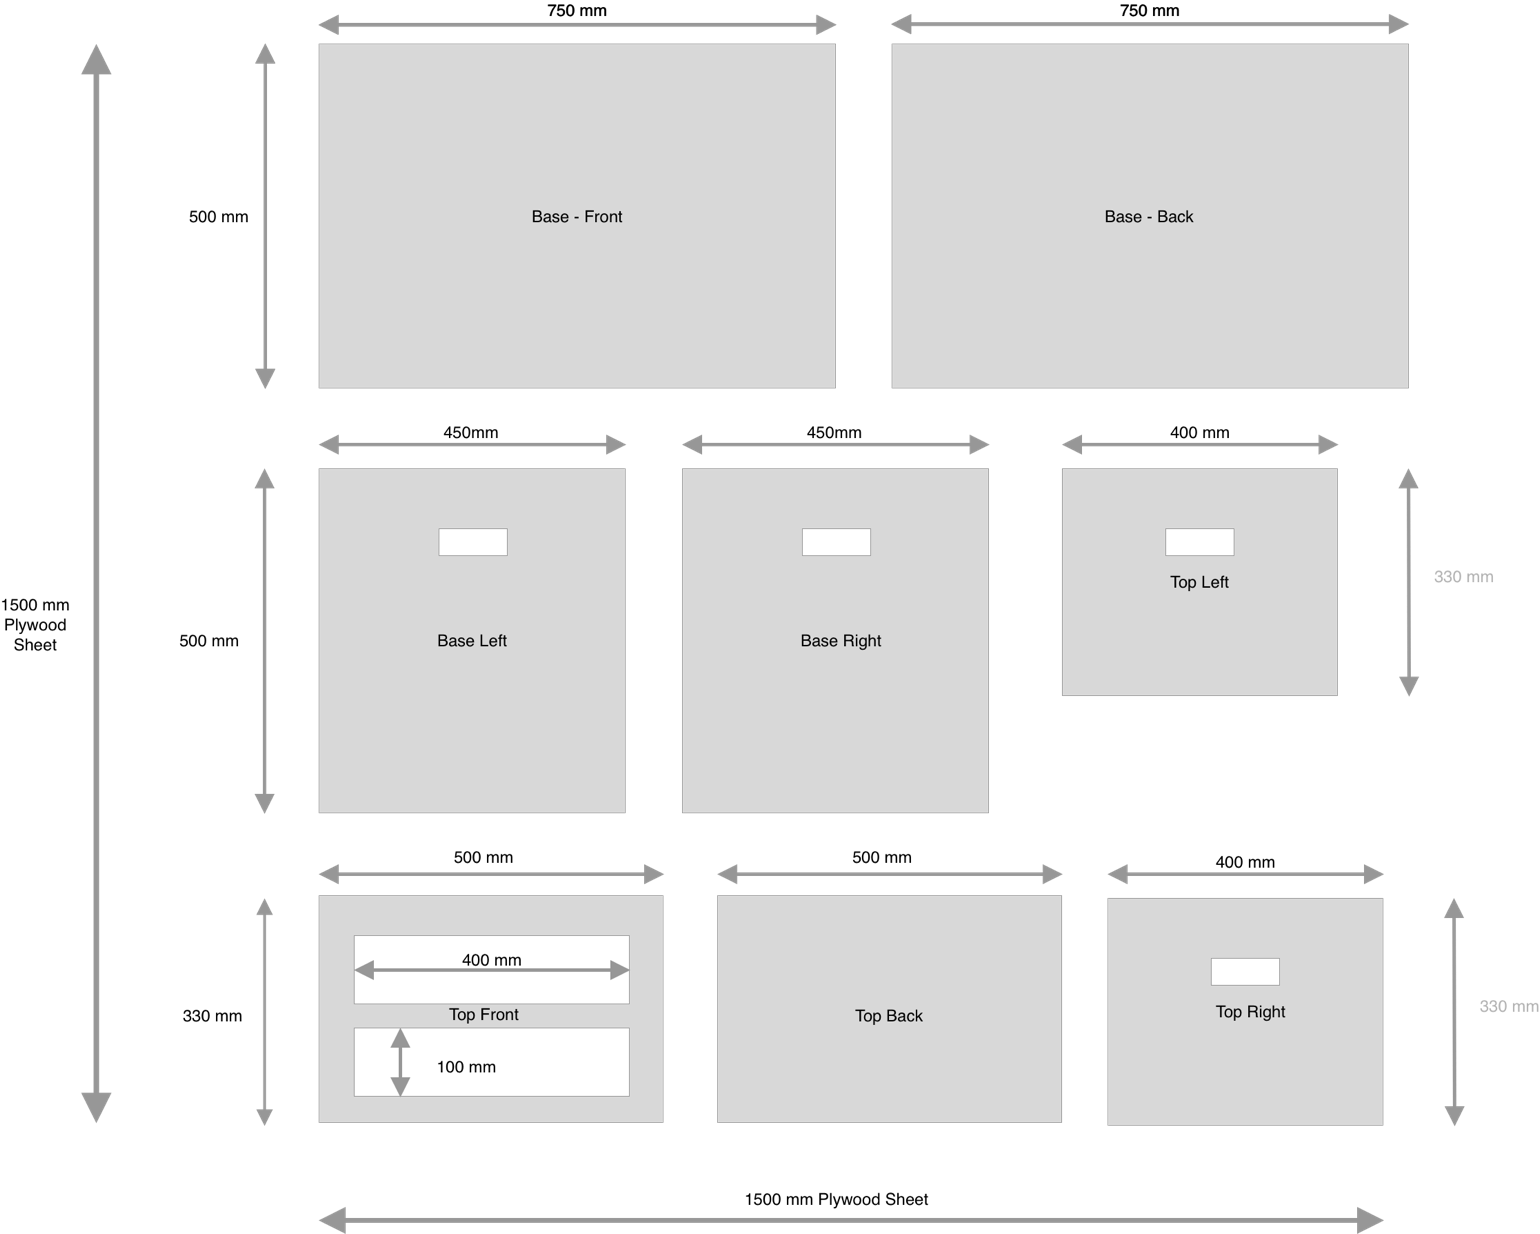 750 mm
750 mm
500 mm
Base - Front
Base - Back
450mm
450mm
400 mm
330 mm
Top Left
1500 mm
Plywood
Sheet
500 mm
Base Left
Base Right
500 mm
500 mm
400 mm
400 mm
330 mm
Top Front
Top Back
Top Right
330 mm
100 mm
1500 mm Plywood Sheet